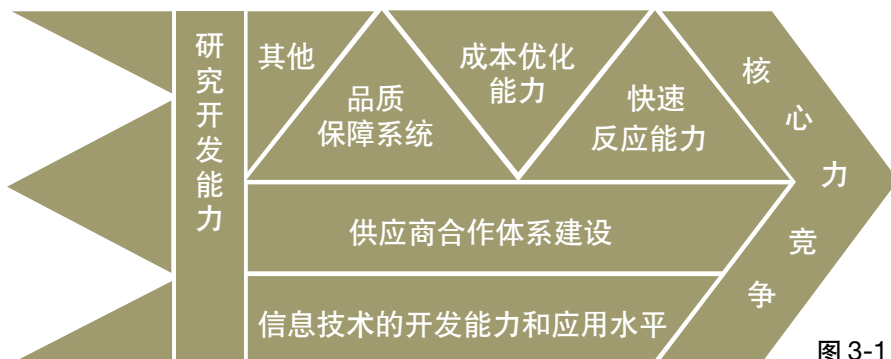 研究开发能力
其他
品质
保障系统
成本优化
能力
快速
反应能力
供应商合作体系建设
信息技术的开发能力和应用水平
核心力竞争
图 3-1